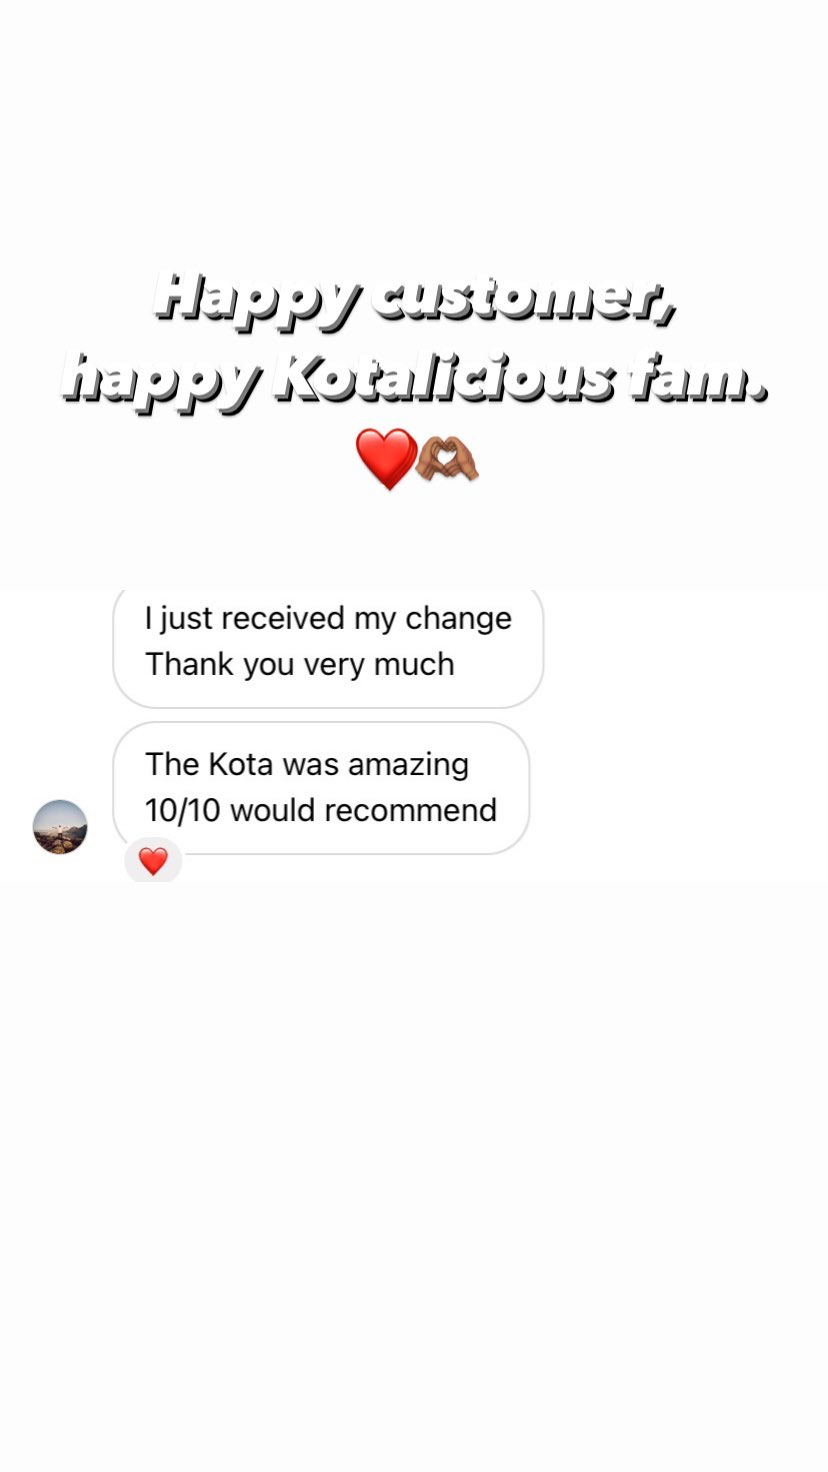 Happy customer,
happy Kotalicious fam.
❤️🫶🏾
I just received my change
Thank you very much
The Kota was amazing
10/10 would recommend
❤️